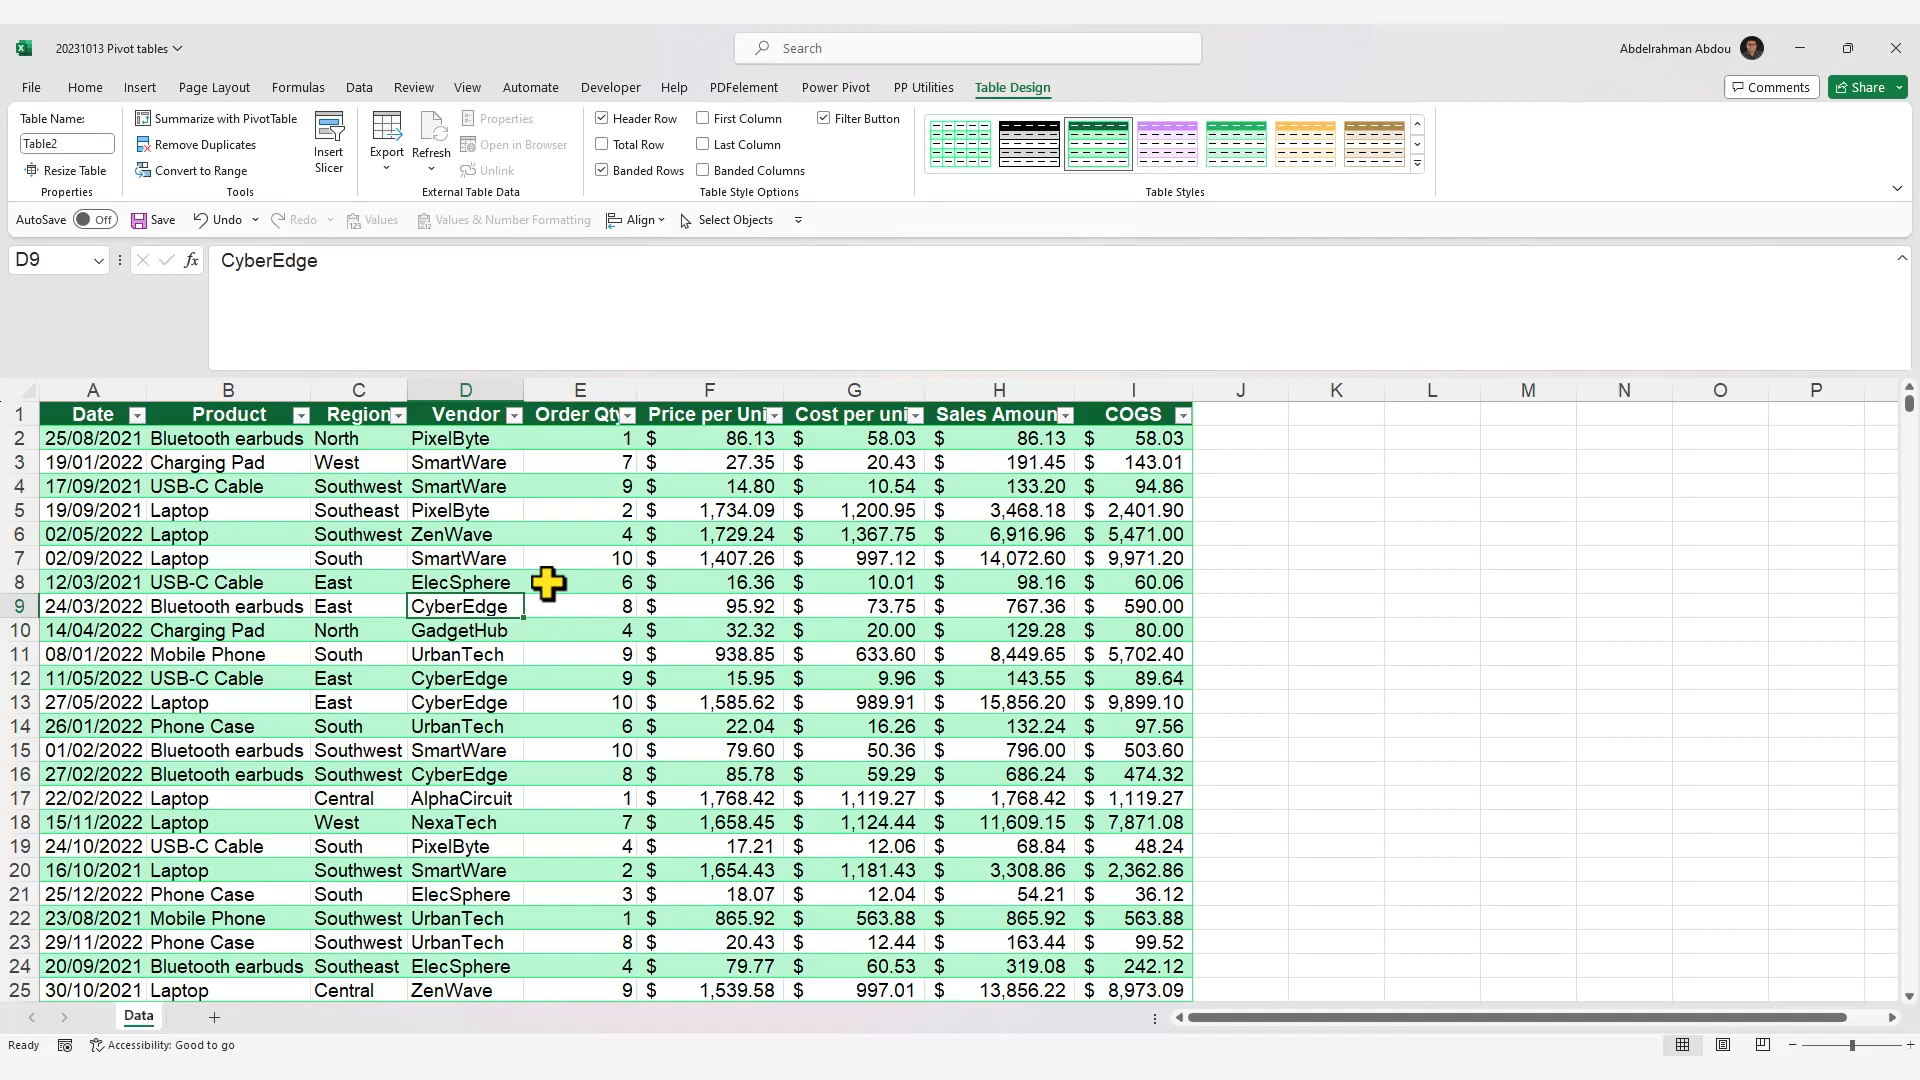 20231013 Pivot tables
Search
Abdelrahman Abdou
File Home Insert Page Layout Formulas Data Review View Automate Developer Help PDFelement Power Pivot PP Utilities Table Design
Comments Share
Table Name:
Table2
Resize Table
Properties
Summarize with PivotTable
Remove Duplicates
Convert to Range
Tools
Insert
Slicer
Export
Refresh
Properties
Open in Browser
Unlink
External Table Data
Header Row First Column Filter Button
Total Row Last Column
Banded Rows Banded Columns
Table Style Options
Table Styles
AutoSave Off Save Undo Redo Values Values & Number Formatting Align Select Objects
D9 fx CyberEdge
A B C D E F G H I J K L M N O P
1 Date Product Region Vendor Order Qty Price per Uni Cost per uni Sales Amoun COGS
2 25/08/2021 Bluetooth earbuds North PixelByte 1 $ 86.13 $ 58.03 $ 86.13 $ 58.03
3 19/01/2022 Charging Pad West SmartWare 7 $ 27.35 $ 20.43 $ 191.45 $ 143.01
4 17/09/2021 USB-C Cable Southwest SmartWare 9 $ 14.80 $ 10.54 $ 133.20 $ 94.86
5 19/09/2021 Laptop Southeast PixelByte 2 $ 1,734.09 $ 1,200.95 $ 3,468.18 $ 2,401.90
6 02/05/2022 Laptop Southwest ZenWave 4 $ 1,729.24 $ 1,367.75 $ 6,916.96 $ 5,471.00
7 02/09/2022 Laptop South SmartWare 10 $ 1,407.26 $ 997.12 $ 14,072.60 $ 9,971.20
8 12/03/2021 USB-C Cable East ElecSphere 6 $ 16.36 $ 10.01 $ 98.16 $ 60.06
9 24/03/2022 Bluetooth earbuds East CyberEdge 8 $ 95.92 $ 73.75 $ 767.36 $ 590.00
10 14/04/2022 Charging Pad North GadgetHub 4 $ 32.32 $ 20.00 $ 129.28 $ 80.00
11 08/01/2022 Mobile Phone South UrbanTech 9 $ 938.85 $ 633.60 $ 8,449.65 $ 5,702.40
12 11/05/2022 USB-C Cable East CyberEdge 9 $ 15.95 $ 9.96 $ 143.55 $ 89.64
13 27/05/2022 Laptop East CyberEdge 10 $ 1,585.62 $ 989.91 $ 15,856.20 $ 9,899.10
14 26/01/2022 Phone Case South UrbanTech 6 $ 22.04 $ 16.26 $ 132.24 $ 97.56
15 01/02/2022 Bluetooth earbuds Southwest SmartWare 10 $ 79.60 $ 50.36 $ 796.00 $ 503.60
16 27/02/2022 Bluetooth earbuds Southwest CyberEdge 8 $ 85.78 $ 59.29 $ 686.24 $ 474.32
17 22/02/2022 Laptop Central AlphaCircuit 1 $ 1,768.42 $ 1,119.27 $ 1,768.42 $ 1,119.27
18 15/11/2022 Laptop West NexaTech 7 $ 1,658.45 $ 1,124.44 $ 11,609.15 $ 7,871.08
19 24/10/2022 USB-C Cable South PixelByte 4 $ 17.21 $ 12.06 $ 68.84 $ 48.24
20 16/10/2021 Laptop Southwest SmartWare 2 $ 1,654.43 $ 1,181.43 $ 3,308.86 $ 2,362.86
21 25/12/2022 Phone Case South ElecSphere 3 $ 18.07 $ 12.04 $ 54.21 $ 36.12
22 23/08/2021 Mobile Phone Southwest UrbanTech 1 $ 865.92 $ 563.88 $ 865.92 $ 563.88
23 29/11/2022 Phone Case Southwest UrbanTech 8 $ 20.43 $ 12.44 $ 163.44 $ 99.52
24 20/09/2021 Bluetooth earbuds Southeast ElecSphere 4 $ 79.77 $ 60.53 $ 319.08 $ 242.12
25 30/10/2021 Laptop Central ZenWave 9 $ 1,539.58 $ 997.01 $ 13,856.22 $ 8,973.09
Data
Ready Accessibility: Good to go